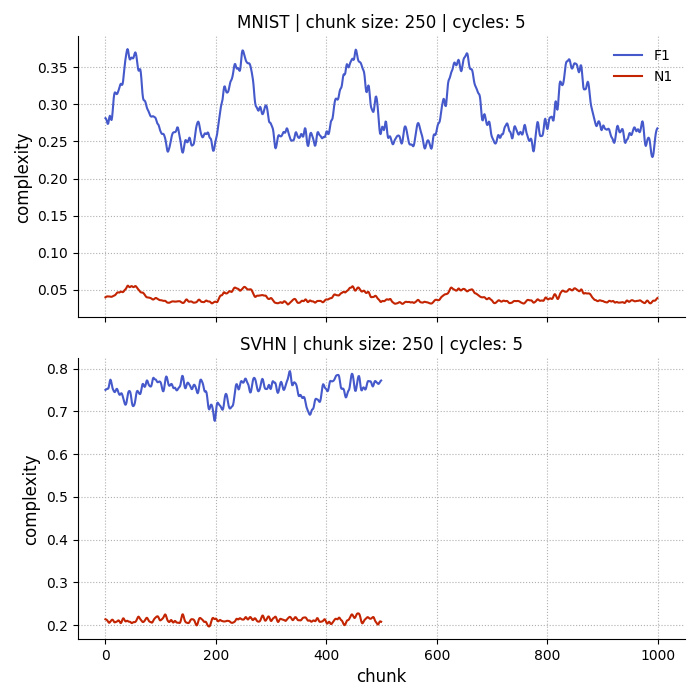 MNIST | chunk size: 250 | cycles: 5
F1
N1
complexity
0.35
0.30
0.25
0.20
0.15
0.10
0.05
SVHN | chunk size: 250 | cycles: 5
complexity
0.8
0.7
0.6
0.5
0.4
0.3
0.2
0 200 400 600 800 1000
chunk